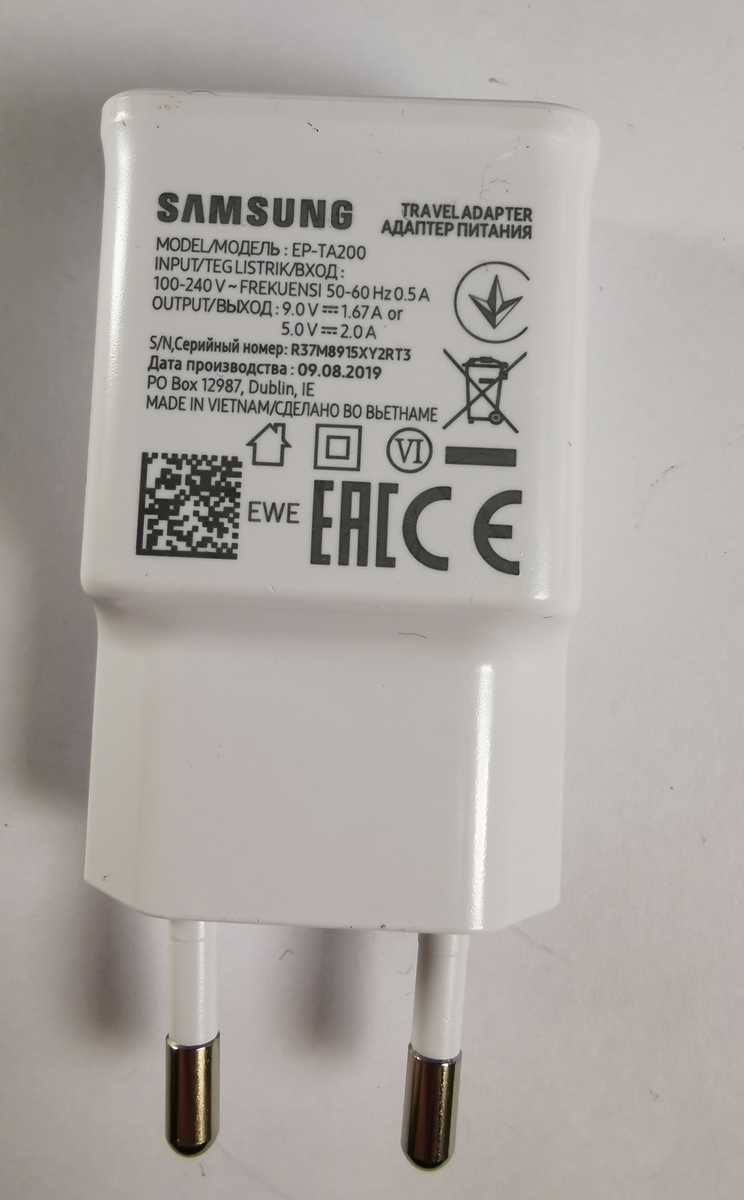 SAMSUNG
TRAVEL ADAPTER
АДАПТЕР ПИТАНИЯ
MODEL/МОДЕЛЬ : EP-TA200
INPUT/TEG LISTRIK/ВХОД :
100-240 V ~ FREKUENSI 50-60 Hz 0.5 A
OUTPUT/ВЫХОД : 9.0 V ⎓ 1.67 A or
5.0 V ⎓ 2.0 A
S/N,Серийный номер: R37M8915XY2RT3
Дата производства : 09.08.2019
PO Box 12987, Dublin, IE
MADE IN VIETNAM/СДЕЛАНО ВО ВЬЕТНАМЕ
VI
EWE
EAC CE